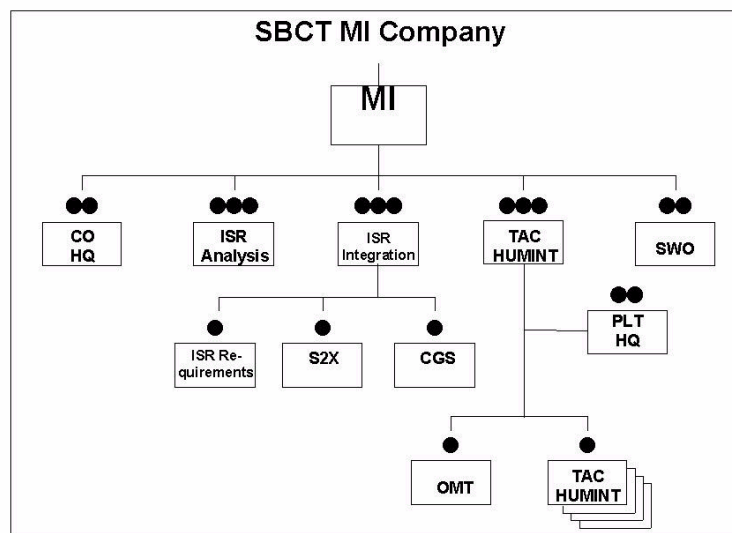 SBCT MI Company
MI
CO
HQ
ISR
Analysis
ISR
Integration
TAC
HUMINT
SWO
PLT
HQ
ISR Re-
quirements
S2X
CGS
OMT
TAC
HUMINT